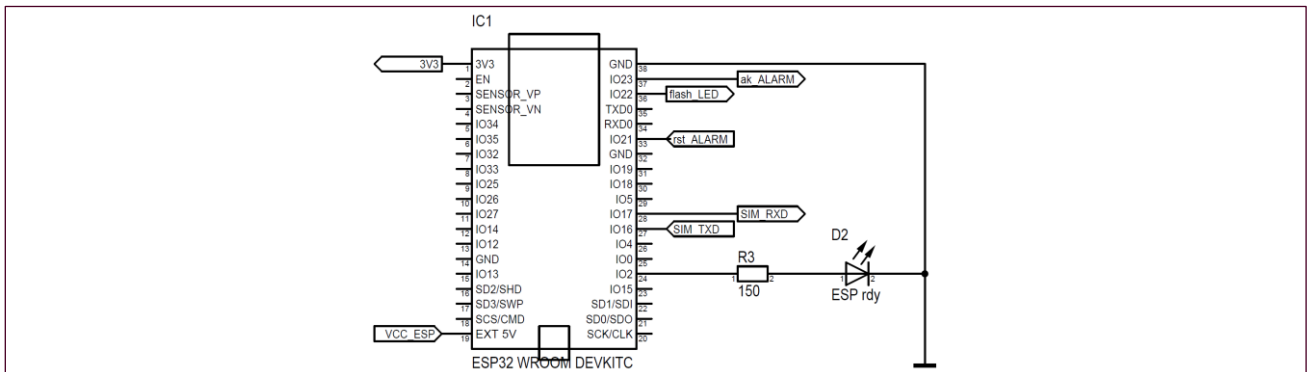 IC1
3V3
1 3V3
2 EN
3 SENSOR_VP
4 SENSOR_VN
5 IO34
6 IO35
7 IO32
8 IO33
9 IO25
10 IO26
11 IO27
12 IO14
13 IO12
14 GND
15 IO13
16 SD2/SHD
17 SD3/SWP
18 SCS/CMD
VCC_ESP
19 EXT 5V
GND 38
IO23 37 ak_ALARM
IO22 36 flash_LED
TXD0 35
RXD0 34
IO21 33 rst_ALARM
GND 32
IO19 31
IO18 30
IO5 29
IO17 28 SIM_RXD
IO16 27 SIM_TXD
IO4 26
IO0 25
IO2 24
IO15 23
SD1/SDI 22
SD0/SDO 21
SCK/CLK 20
ESP32 WROOM DEVKITC
R3
1 2
150
D2
1 2
ESP rdy